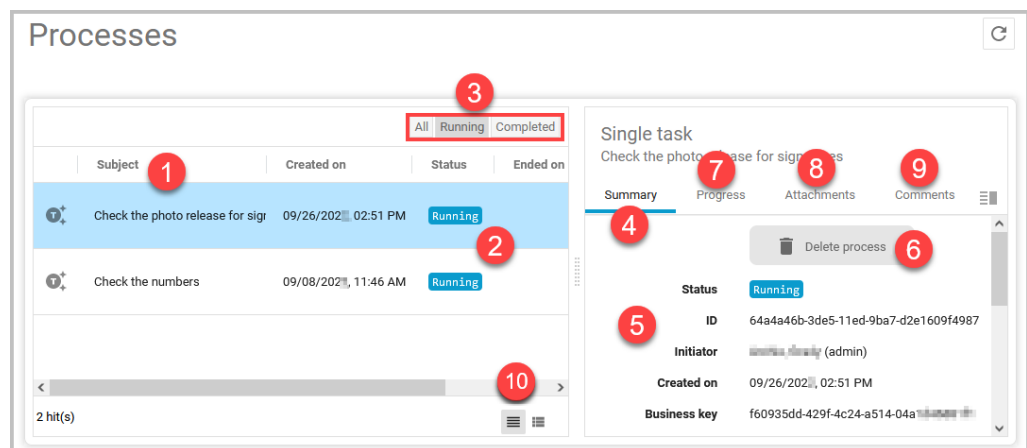 Processes
3
All Running Completed
Subject Created on Status Ended on
1
Check the photo release for sigr 09/26/202 , 02:51 PM Running
2
Check the numbers 09/08/202 , 11:46 AM Running
10
2 hit(s)
Single task
Check the photo release for signatures
7 8 9
Summary Progress Attachments Comments
4
Delete process
6
Status Running
5
ID 64a4a46b-3de5-11ed-9ba7-d2e1609f4987
Initiator (admin)
Created on 09/26/202 , 02:51 PM
Business key f60935dd-429f-4c24-a514-04a